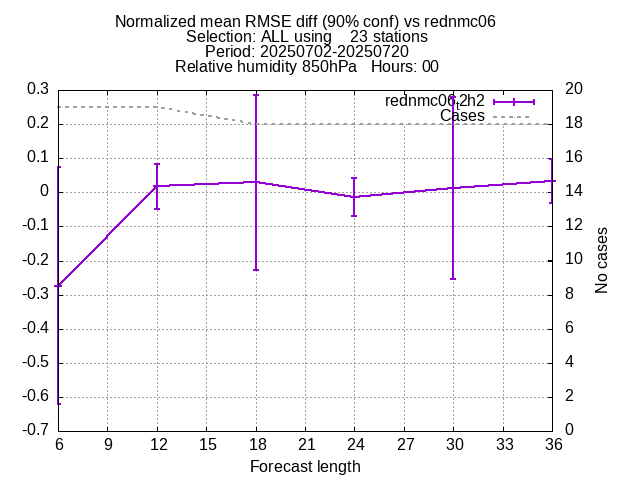 Normalized mean RMSE diff (90% conf) vs rednmc06
Selection: ALL using    23 stations
Period: 20250702-20250720
Relative humidity 850hPa   Hours: 00
rednmc06_t2h2
Cases
0.3
0.2
0.1
0
-0.1
-0.2
-0.3
-0.4
-0.5
-0.6
-0.7
20
18
16
14
12
10
8
6
4
2
0
No cases
6 9 12 15 18 21 24 27 30 33 36
Forecast length